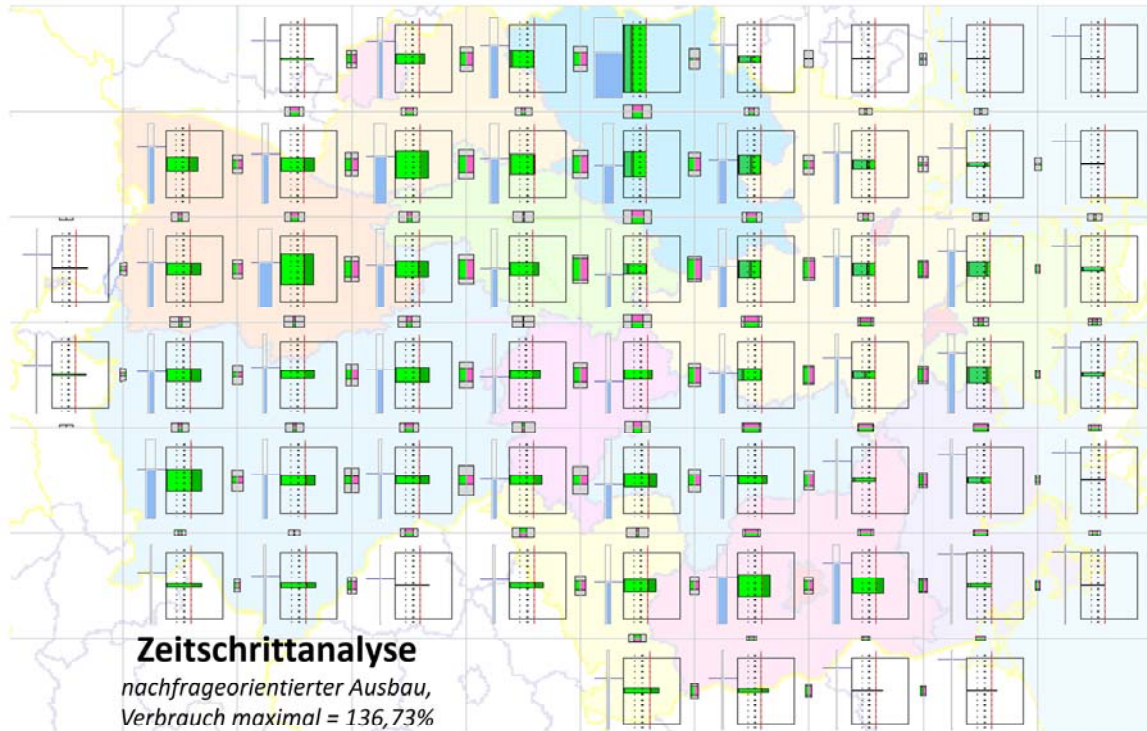 Zeitschrittanalyse
nachfrageorientierter Ausbau,
Verbrauch maximal = 136,73%